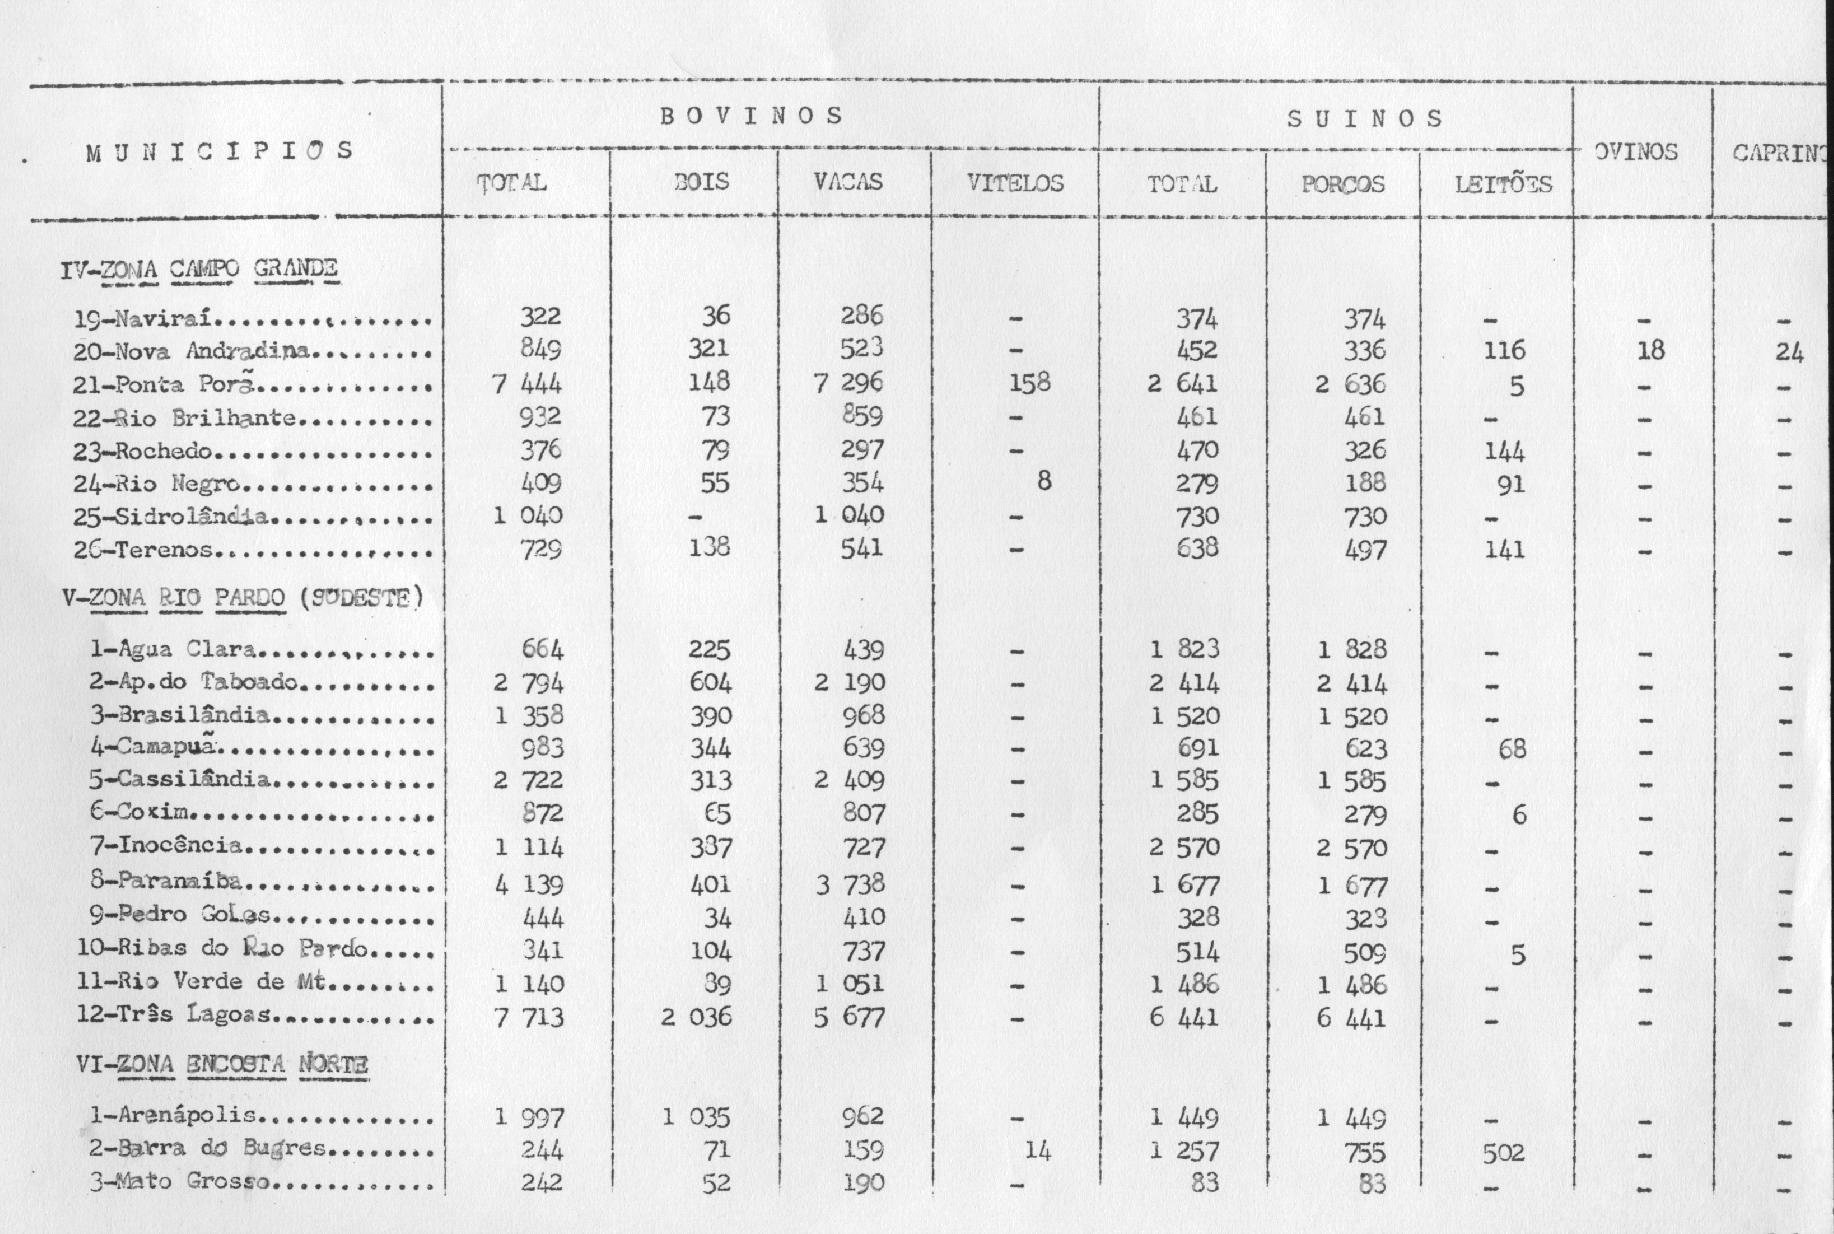 B O V I N O S S U I N O S
M U N I C I P I O S OVINOS CAPRINO
TOTAL BOIS VACAS VITELOS TOTAL PORCOS LEITÕES
IV-ZONA CAMPO GRANDE
19-Naviraí................ 322 36 286 - 374 374 - - -
20-Nova Andradina......... 849 321 523 - 452 336 116 18 24
21-Ponta Porã............. 7 444 148 7 296 158 2 641 2 636 5 - -
22-Rio Brilhante.......... 932 73 859 - 461 461 - - -
23-Rochedo................ 376 79 297 - 470 326 144 - -
24-Rio Negro.............. 409 55 354 8 279 188 91 - -
25-Sidrolândia............ 1 040 - 1 040 - 730 730 - - -
26-Terenos................ 729 138 541 - 638 497 141 - -
V-ZONA RIO PARDO (SUDESTE)
1-Agua Clara............. 664 225 439 - 1 823 1 828 - - -
2-Ap.do Taboado.......... 2 794 604 2 190 - 2 414 2 414 - - -
3-Brasilândia............ 1 358 390 968 - 1 520 1 520 - - -
4-Camapuã................ 983 344 639 - 691 623 68 - -
5-Cassilândia............ 2 722 313 2 409 - 1 585 1 585 - - -
6-Coxim.................. 872 65 807 - 285 279 6 - -
7-Inocência.............. 1 114 387 727 - 2 570 2 570 - - -
8-Paranaíba.............. 4 139 401 3 738 - 1 677 1 677 - - -
9-Pedro Gomes............ 444 34 410 - 328 323 - - -
10-Ribas do Rio Pardo..... 341 104 737 - 514 509 5 - -
11-Rio Verde de Mt........ 1 140 89 1 051 - 1 486 1 486 - - -
12-Três Lagoas............ 7 713 2 036 5 677 - 6 441 6 441 - - -
VI-ZONA ENCOSTA NORTE
1-Arenápolis............. 1 997 1 035 962 - 1 449 1 449 - - -
2-Barra do Bugres........ 244 71 159 14 1 257 755 502 - -
3-Mato Grosso............ 242 52 190 - 83 83 - - -